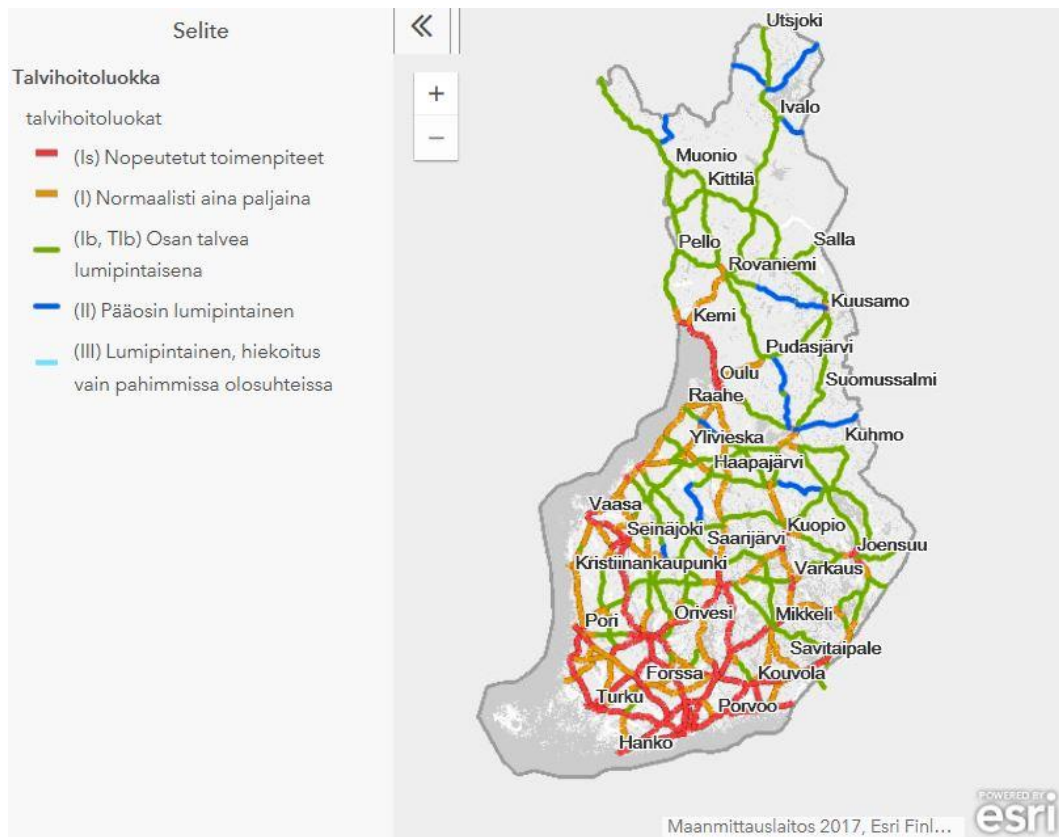 Selite
Talvihoitoluokka
talvihoitoluokat
(Is) Nopeutetut toimenpiteet
(I) Normaalisti aina paljaina
(Ib, TIb) Osan talvea
lumipintaisena
(II) Pääosin lumipintainen
(III) Lumipintainen, hiekoitus
vain pahimmissa olosuhteissa
+
−
Utsjoki
Ivalo
Muonio
Kittilä
Pello
Salla
Rovaniemi
Kuusamo
Kemi
Pudasjärvi
Oulu
Suomussalmi
Raahe
Ylivieska
Kuhmo
Haapajärvi
Vaasa
Seinäjoki
Kuopio
Saarijärvi
Joensuu
Kristiinankaupunki
Varkaus
Pori
Orivesi
Mikkeli
Savitaipale
Forssa
Kouvola
Turku
Porvoo
Hanko
POWERED BY
esri
Maanmittauslaitos 2017, Esri Finl...